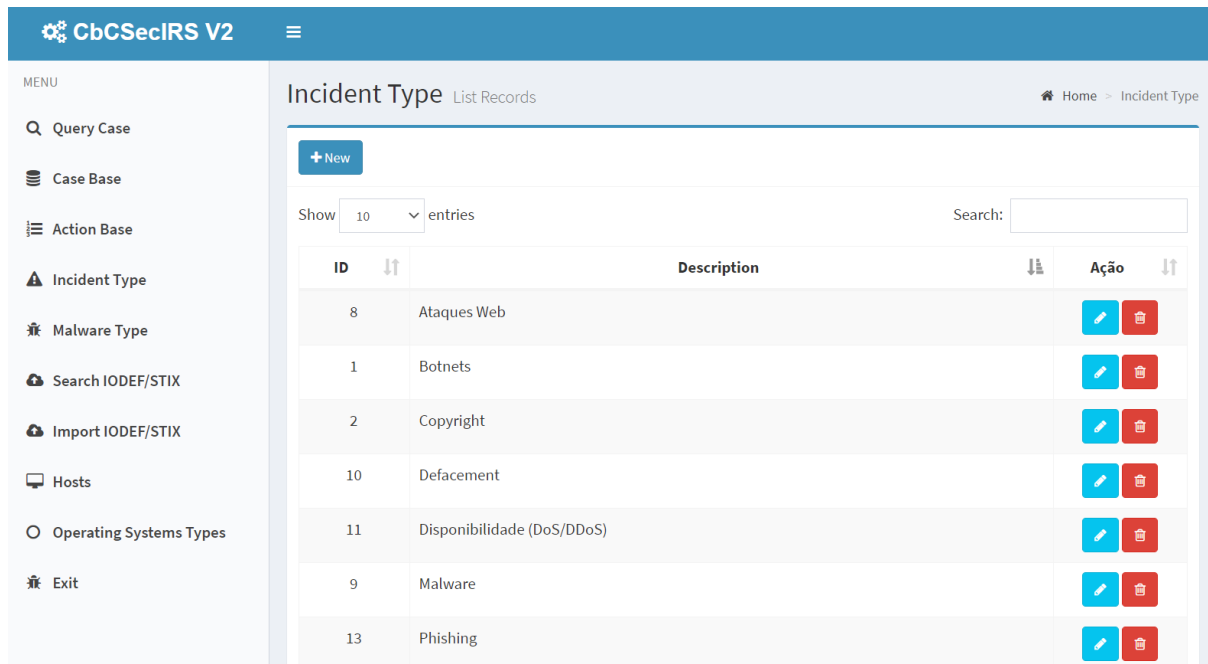 CbCSecIRS V2
MENU
Query Case
Case Base
Action Base
Incident Type
Malware Type
Search IODEF/STIX
Import IODEF/STIX
Hosts
Operating Systems Types
Exit
Incident Type List Records
Home > Incident Type
+ New
Show 10 entries
Search:
ID Description Ação
8 Ataques Web
1 Botnets
2 Copyright
10 Defacement
11 Disponibilidade (DoS/DDoS)
9 Malware
13 Phishing